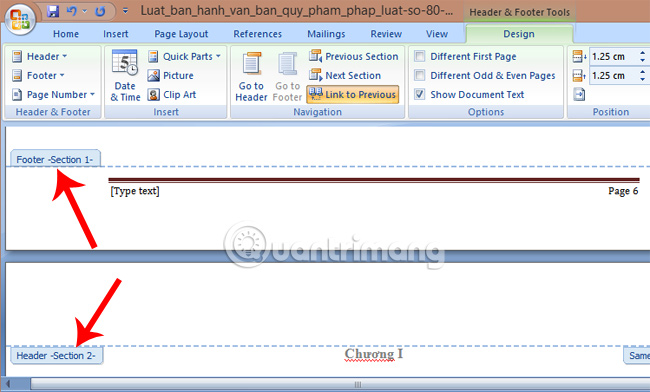 Luat_ban_hanh_van_ban_quy_pham_phap_luat-so-80-...
Header & Footer Tools
Home Insert Page Layout References Mailings Review View Design
Header
Footer
Page Number
Header & Footer
Date & Time
Quick Parts
Picture
Clip Art
Insert
Go to Header
Go to Footer
Previous Section
Next Section
Link to Previous
Navigation
Different First Page
Different Odd & Even Pages
Show Document Text
Options
1.25 cm
1.25 cm
Position
Footer -Section 1-
[Type text] Page 6
Quantrimang
Header -Section 2-
Chương I
Same